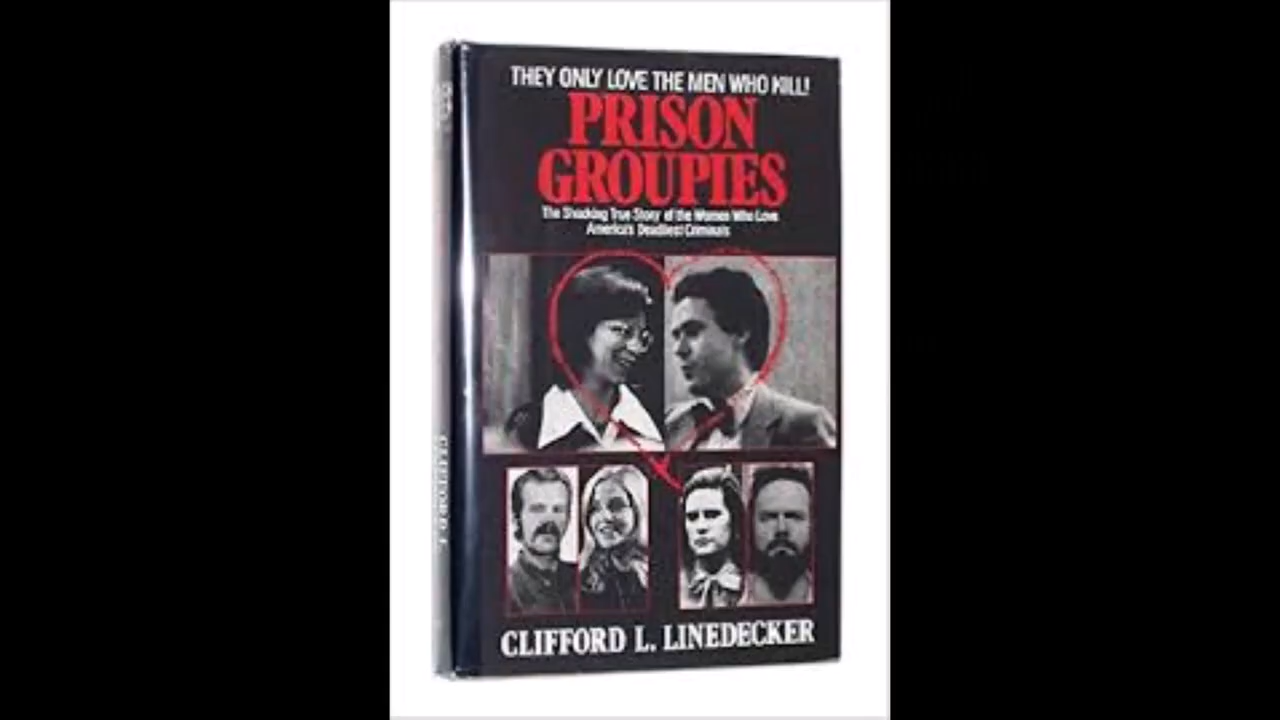 THEY ONLY LOVE THE MEN WHO KILL!
PRISON
GROUPIES
The Shocking True Story of the Women Who Love
America's Deadliest Criminals
CLIFFORD L. LINEDECKER
CLIFFORD L.